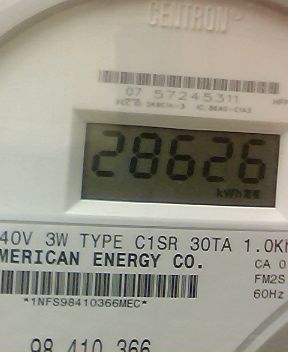 CENTRON®
07 57245311
28626
kWh
40V 3W TYPE C1SR 30TA 1.0K
MERICAN ENERGY CO.
CA 0
FM2S
60Hz
*1NFS98410366MEC*
98 410 366